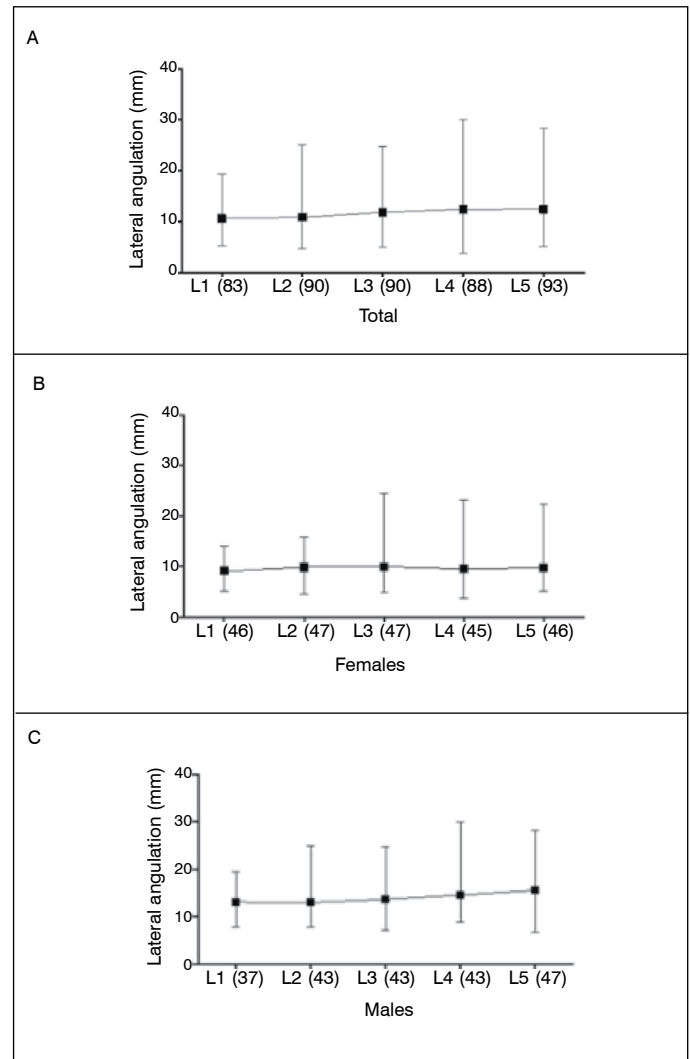 A
Lateral angulation (mm)
40
30
20
10
0
L1 (83) L2 (90) L3 (90) L4 (88) L5 (93)
Total
B
Lateral angulation (mm)
40
30
20
10
0
L1 (46) L2 (47) L3 (47) L4 (45) L5 (46)
Females
C
Lateral angulation (mm)
40
30
20
10
0
L1 (37) L2 (43) L3 (43) L4 (43) L5 (47)
Males